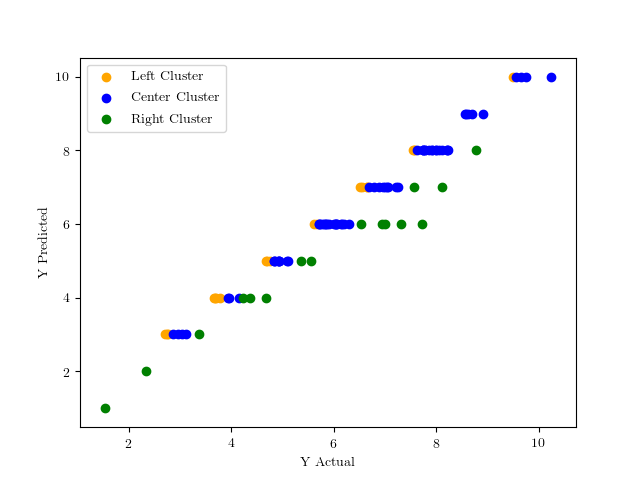 Left Cluster
Center Cluster
Right Cluster
10
8
6
4
2
Y Predicted
2 4 6 8 10
Y Actual